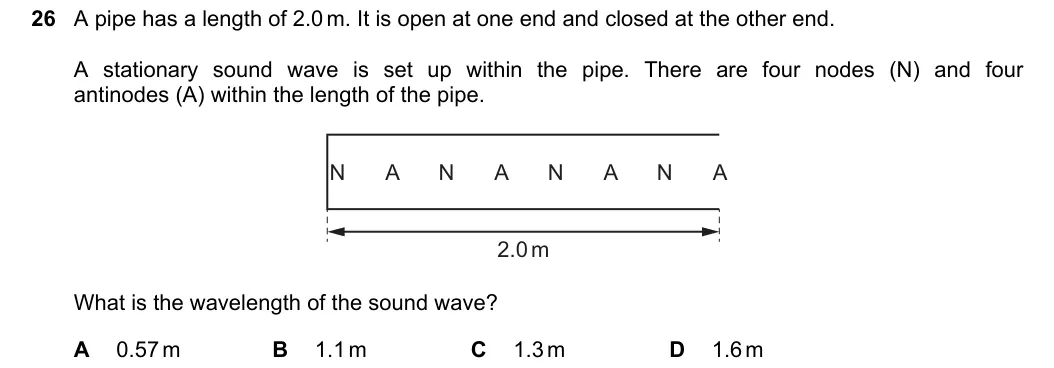 26 A pipe has a length of 2.0 m. It is open at one end and closed at the other end.
A stationary sound wave is set up within the pipe. There are four nodes (N) and four
antinodes (A) within the length of the pipe.
N A N A N A N A
2.0 m
What is the wavelength of the sound wave?
A 0.57 m B 1.1 m C 1.3 m D 1.6 m